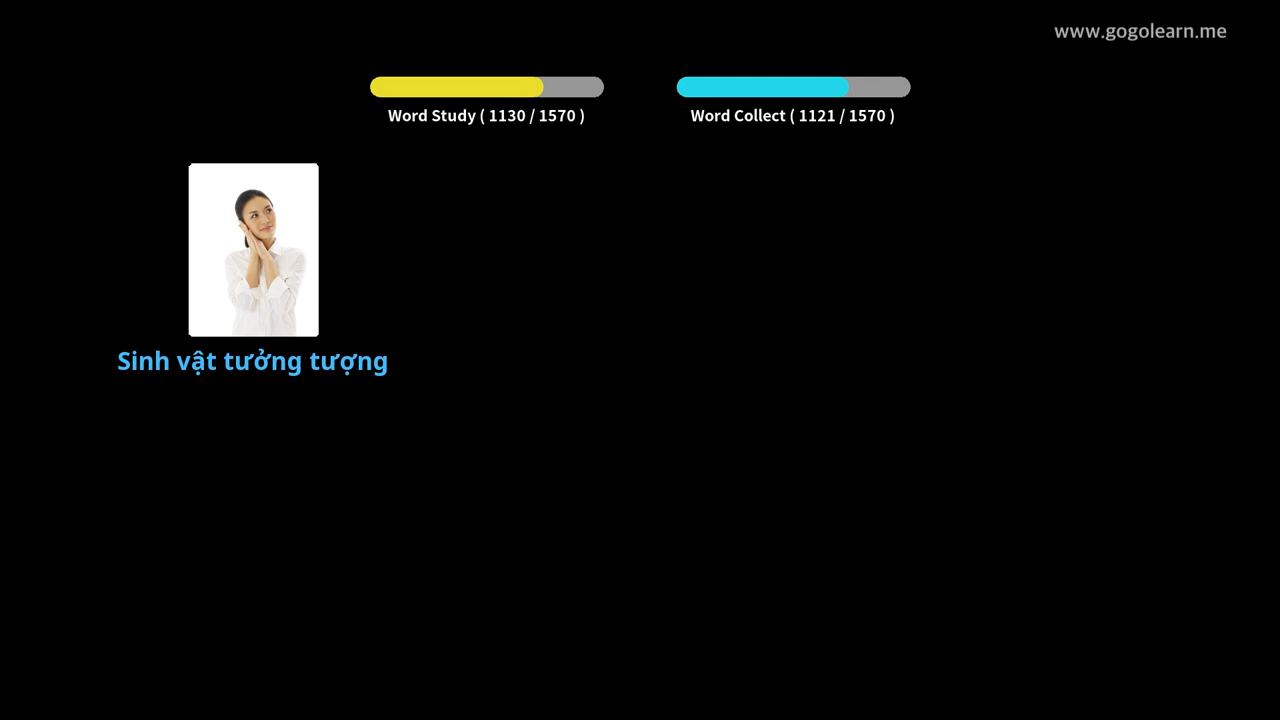 www.gogolearn.me
Word Study ( 1130 / 1570 )
Word Collect ( 1121 / 1570 )
Sinh vật tưởng tượng